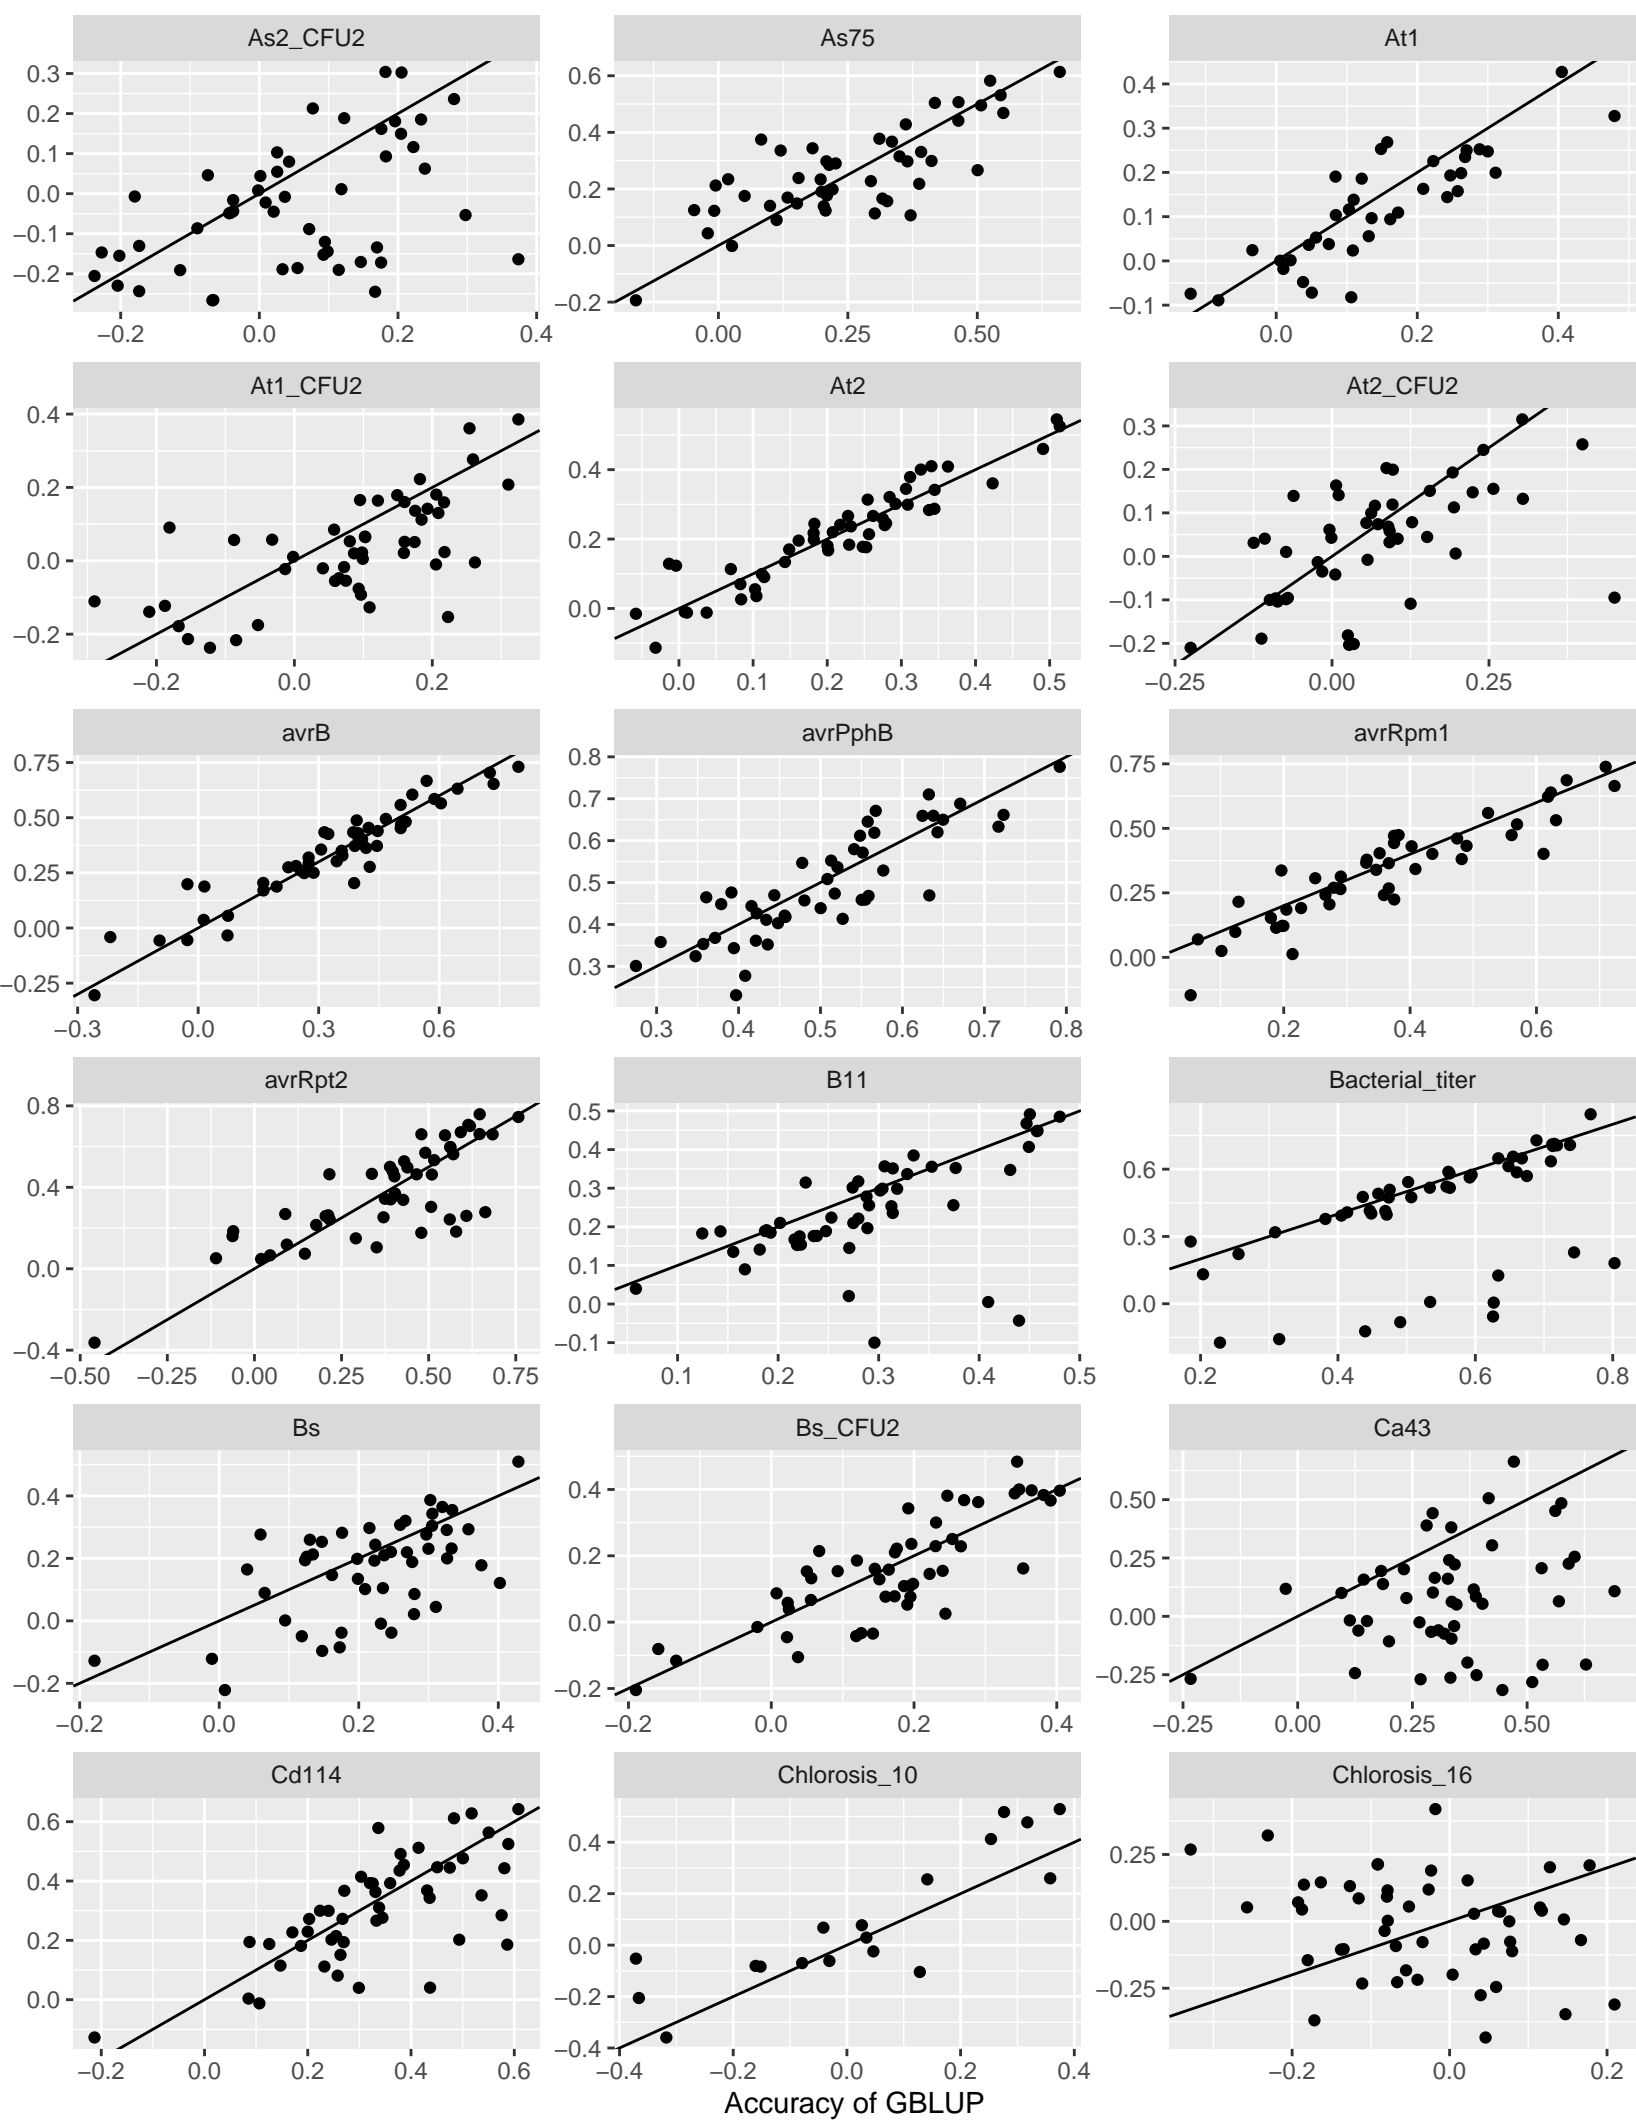 As2_CFU2 As75 At1
0.3 0.2 0.1 0.0 −0.1 −0.2
0.6 0.4 0.2 0.0 −0.2
0.4 0.3 0.2 0.1 0.0 −0.1
−0.2 0.0 0.2 0.4 0.00 0.25 0.50 0.0 0.2 0.4
At1_CFU2 At2 At2_CFU2
0.4 0.2 0.0 −0.2
0.4 0.2 0.0
0.3 0.2 0.1 0.0 −0.1 −0.2
−0.2 0.0 0.2 0.0 0.1 0.2 0.3 0.4 0.5 −0.25 0.00 0.25
avrB avrPphB avrRpm1
0.75 0.50 0.25 0.00 −0.25
0.8 0.7 0.6 0.5 0.4 0.3
0.75 0.50 0.25 0.00
−0.3 0.0 0.3 0.6 0.3 0.4 0.5 0.6 0.7 0.8 0.2 0.4 0.6
avrRpt2 B11 Bacterial_titer
0.8 0.4 0.0 −0.4
0.5 0.4 0.3 0.2 0.1 0.0 −0.1
0.6 0.3 0.0
−0.50 −0.25 0.00 0.25 0.50 0.75 0.1 0.2 0.3 0.4 0.5 0.2 0.4 0.6 0.8
Bs Bs_CFU2 Ca43
0.4 0.2 0.0 −0.2
0.4 0.2 0.0 −0.2
0.50 0.25 0.00 −0.25
−0.2 0.0 0.2 0.4 −0.2 0.0 0.2 0.4 −0.25 0.00 0.25 0.50
Cd114 Chlorosis_10 Chlorosis_16
0.6 0.4 0.2 0.0
0.4 0.2 0.0 −0.2 −0.4
0.25 0.00 −0.25
−0.2 0.0 0.2 0.4 0.6 −0.4 −0.2 0.0 0.2 0.4 −0.2 0.0 0.2
Accuracy of GBLUP